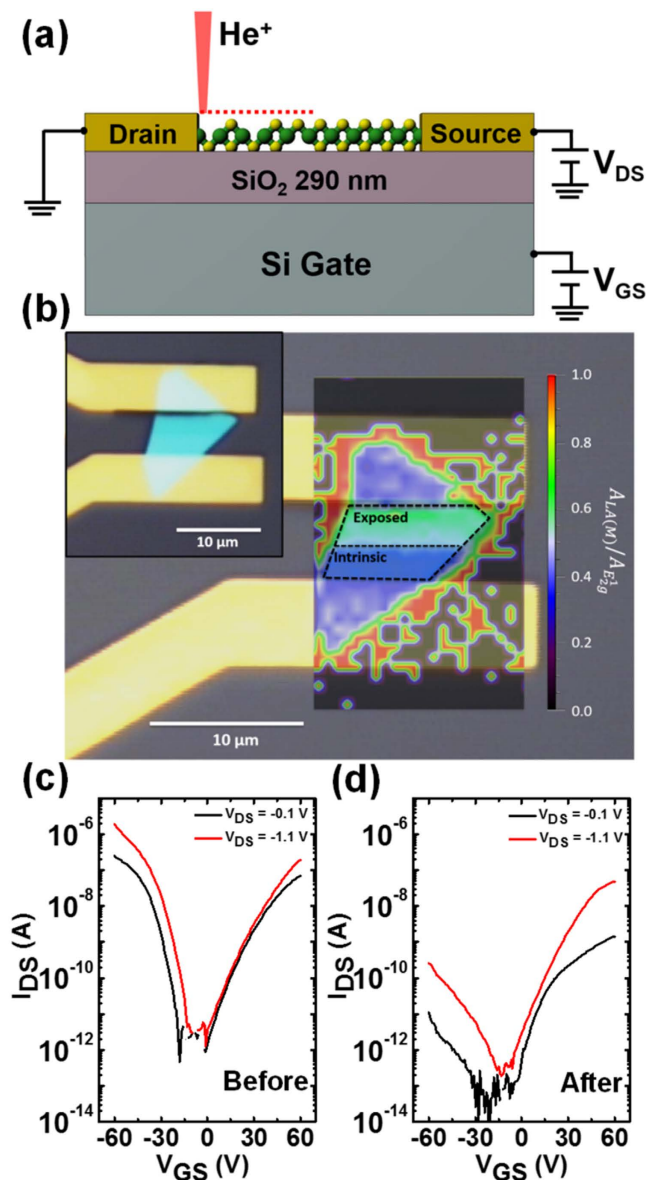 (a)
He⁺
Drain
Source
SiO₂ 290 nm
Si Gate
V_DS
V_GS
(b)
10 µm
Exposed
Intrinsic
10 µm
1.0
0.8
0.6
0.4
0.2
0.0
A_LA(M)/A_E¹₂g
(c)
V_DS = -0.1 V
V_DS = -1.1 V
10⁻⁶
10⁻⁸
10⁻¹⁰
10⁻¹²
10⁻¹⁴
I_DS (A)
Before
-60 -30 0 30 60
V_GS (V)
(d)
V_DS = -0.1 V
V_DS = -1.1 V
10⁻⁶
10⁻⁸
10⁻¹⁰
10⁻¹²
10⁻¹⁴
I_DS (A)
After
-60 -30 0 30 60
V_GS (V)